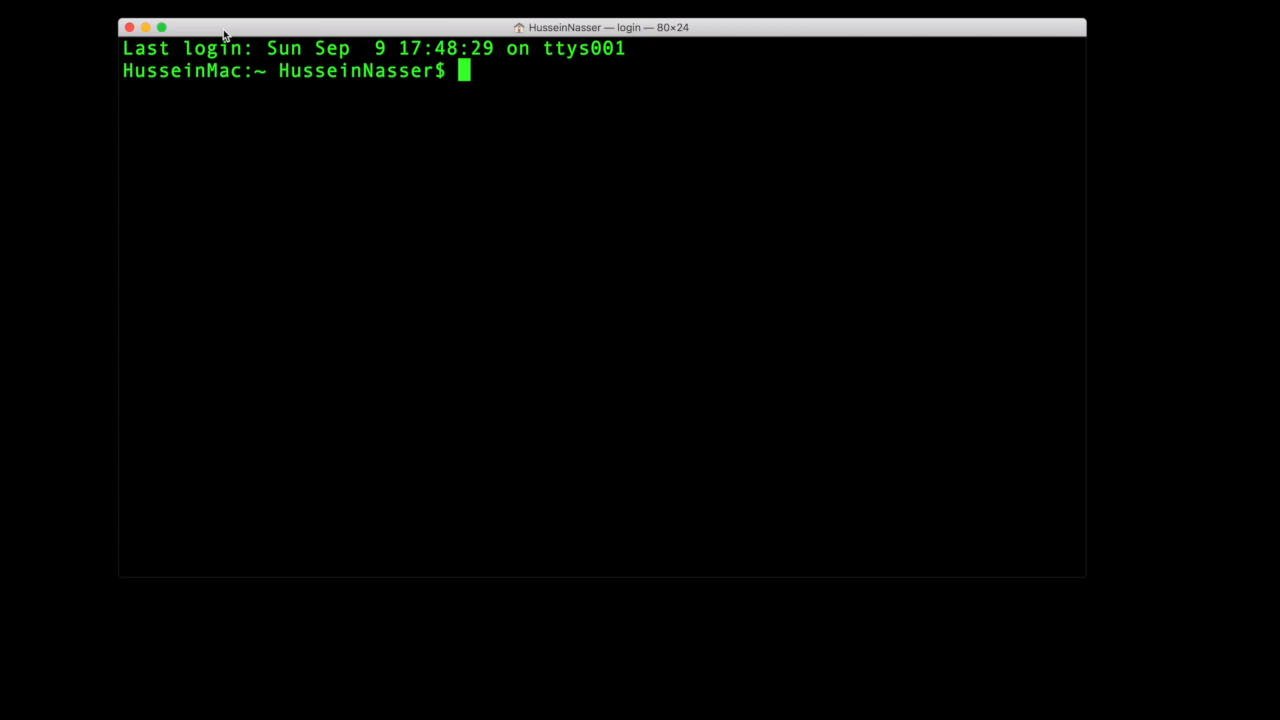 HusseinNasser — login — 80×24
Last login: Sun Sep  9 17:48:29 on ttys001
HusseinMac:~ HusseinNasser$